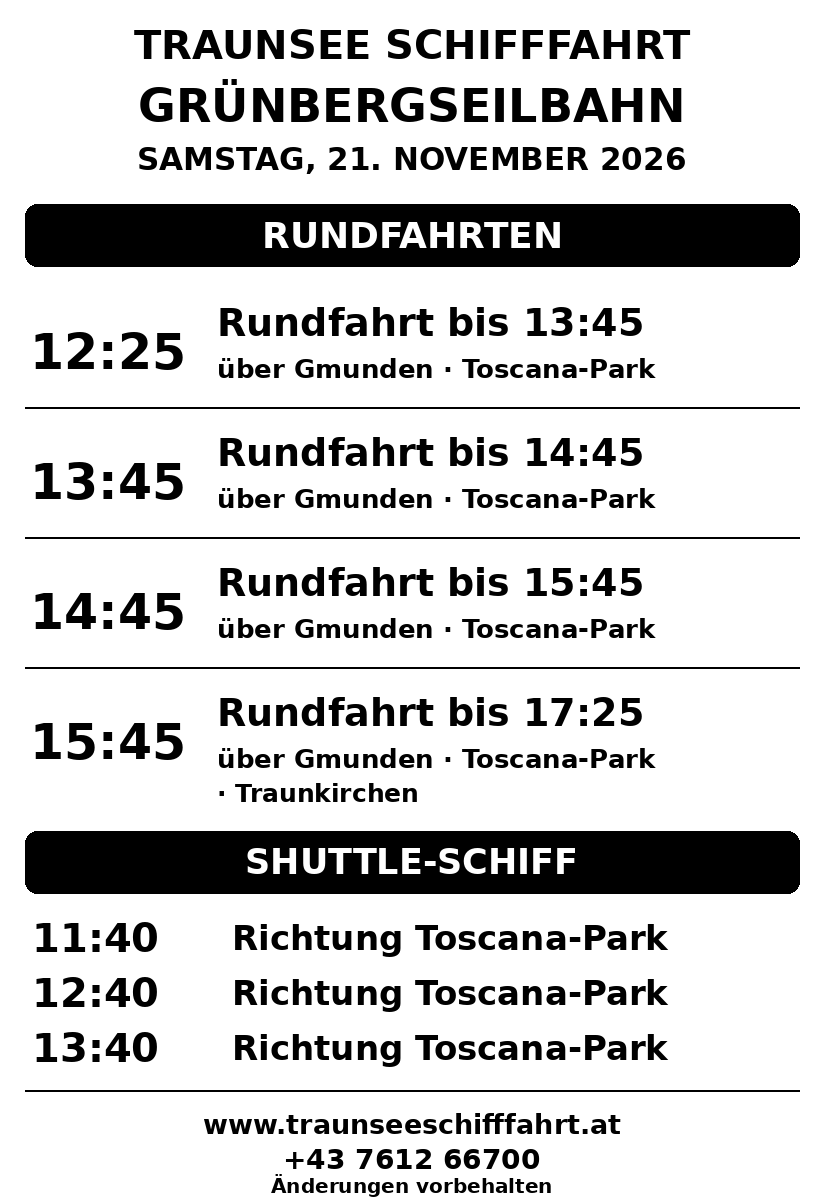 TRAUNSEE SCHIFFFAHRT
GRÜNBERGSEILBAHN
SAMSTAG, 21. NOVEMBER 2026
RUNDFAHRTEN
12:25 Rundfahrt bis 13:45
über Gmunden · Toscana-Park
13:45 Rundfahrt bis 14:45
über Gmunden · Toscana-Park
14:45 Rundfahrt bis 15:45
über Gmunden · Toscana-Park
15:45 Rundfahrt bis 17:25
über Gmunden · Toscana-Park
· Traunkirchen
SHUTTLE-SCHIFF
11:40 Richtung Toscana-Park
12:40 Richtung Toscana-Park
13:40 Richtung Toscana-Park
www.traunseeschifffahrt.at
+43 7612 66700
Änderungen vorbehalten